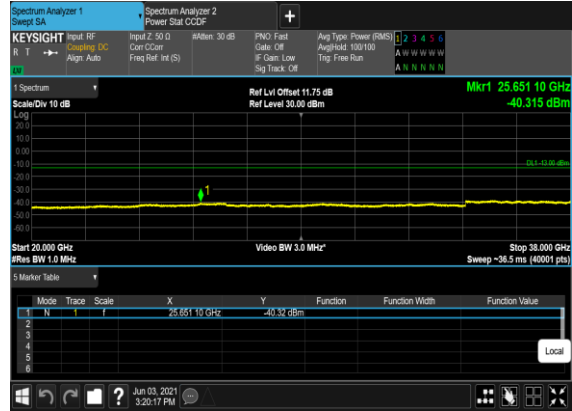 Spectrum Analyzer 1
Swept SA
Spectrum Analyzer 2
Power Stat CCDF
+
KEYSIGHT
R T
LW
Input: RF
Coupling: DC
Align: Auto
Input Z: 50 Ω
Corr CCorr
Freq Ref: Int (S)
#Atten: 30 dB
PNO: Fast
Gate: Off
IF Gain: Low
Sig Track: Off
Avg Type: Power (RMS)
Avg|Hold: 100/100
Trig: Free Run
1 2 3 4 5 6
A W W W W W
A N N N N N
1 Spectrum
Scale/Div 10 dB
Ref Lvl Offset 11.75 dB
Ref Level 30.00 dBm
Mkr1 25.651 10 GHz
-40.315 dBm
Log
20.0
10.0
0.00
-10.0
-20.0
-30.0
-40.0
-50.0
-60.0
1
DL1 -13.00 dBm
Start 20.000 GHz
#Res BW 1.0 MHz
Video BW 3.0 MHz*
Stop 38.000 GHz
Sweep ~36.5 ms (40001 pts)
5 Marker Table
Mode Trace Scale X Y Function Function Width Function Value
1 N 1 f 25.651 10 GHz -40.32 dBm
2
3
4
5
6
Local
?
Jun 03, 2021
3:20:17 PM